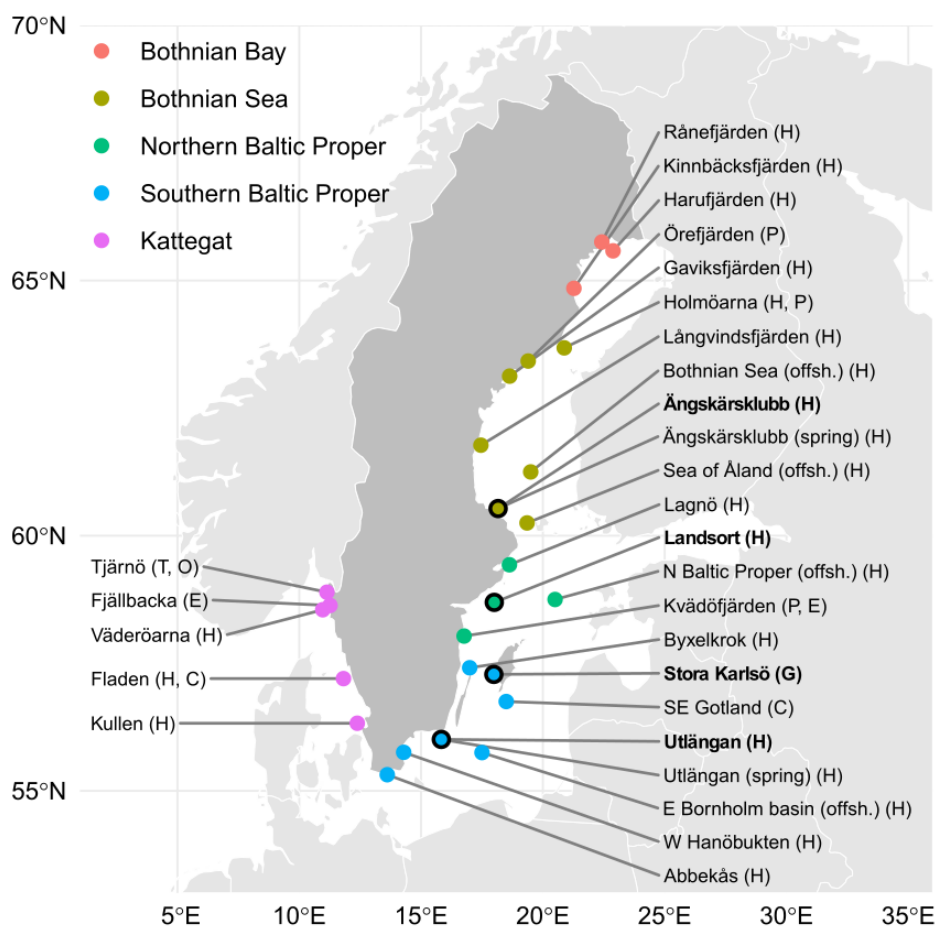 70°N
Bothnian Bay
Bothnian Sea
Northern Baltic Proper
Southern Baltic Proper
Kattegat
65°N
60°N
55°N
Rånefjärden (H)
Kinnbäcksfjärden (H)
Harufjärden (H)
Örefjärden (P)
Gaviksfjärden (H)
Holmöarna (H, P)
Långvindsfjärden (H)
Bothnian Sea (offsh.) (H)
Ängskärsklubb (H)
Ängskärsklubb (spring) (H)
Sea of Åland (offsh.) (H)
Lagnö (H)
Landsort (H)
N Baltic Proper (offsh.) (H)
Kvädöfjärden (P, E)
Byxelkrok (H)
Stora Karlsö (G)
SE Gotland (C)
Utlängan (H)
Utlängan (spring) (H)
E Bornholm basin (offsh.) (H)
W Hanöbukten (H)
Abbekås (H)
Tjärnö (T, O)
Fjällbacka (E)
Väderöarna (H)
Fladen (H, C)
Kullen (H)
5°E 10°E 15°E 20°E 25°E 30°E 35°E